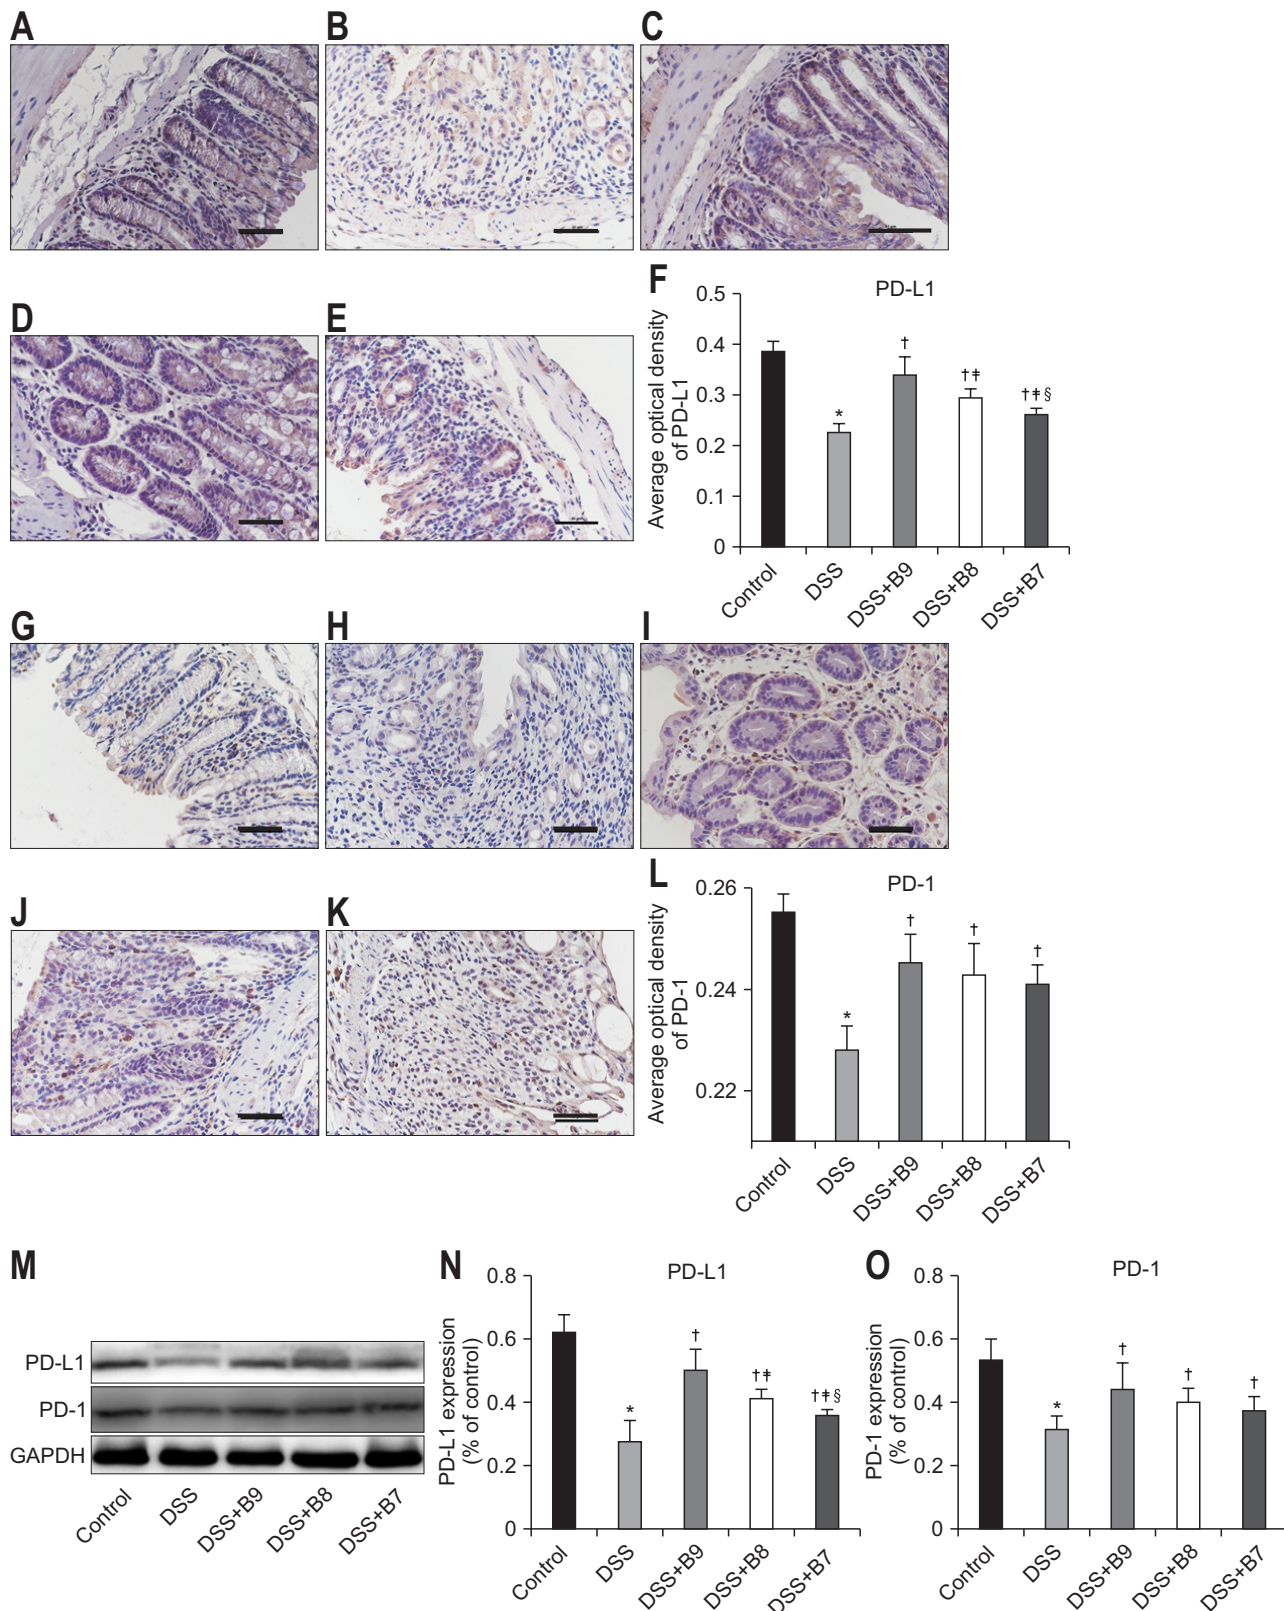 A
B
C
D
E
F
PD-L1
Average optical density
of PD-L1
0.5
0.4
0.3
0.2
0.1
0
*
†
†‡
†‡§
Control
DSS
DSS+B9
DSS+B8
DSS+B7
G
H
I
J
K
L
PD-1
Average optical density
of PD-1
0.26
0.24
0.22
*
†
†
†
Control
DSS
DSS+B9
DSS+B8
DSS+B7
M
PD-L1
PD-1
GAPDH
Control
DSS
DSS+B9
DSS+B8
DSS+B7
N
PD-L1
PD-L1 expression
(% of control)
0.8
0.6
0.4
0.2
0
*
†
†‡
†‡§
Control
DSS
DSS+B9
DSS+B8
DSS+B7
O
PD-1
PD-1 expression
(% of control)
0.8
0.6
0.4
0.2
0
*
†
†
†
Control
DSS
DSS+B9
DSS+B8
DSS+B7